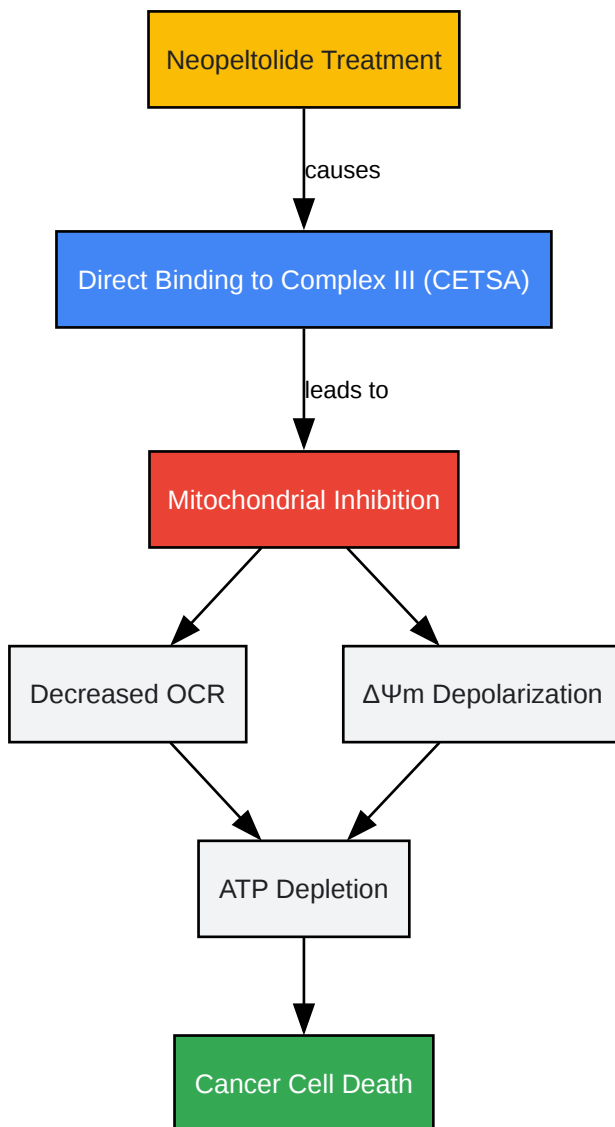 Neopeltolide Treatment
causes
Direct Binding to Complex III (CETSA)
leads to
Mitochondrial Inhibition
Decreased OCR
ΔΨm Depolarization
ATP Depletion
Cancer Cell Death